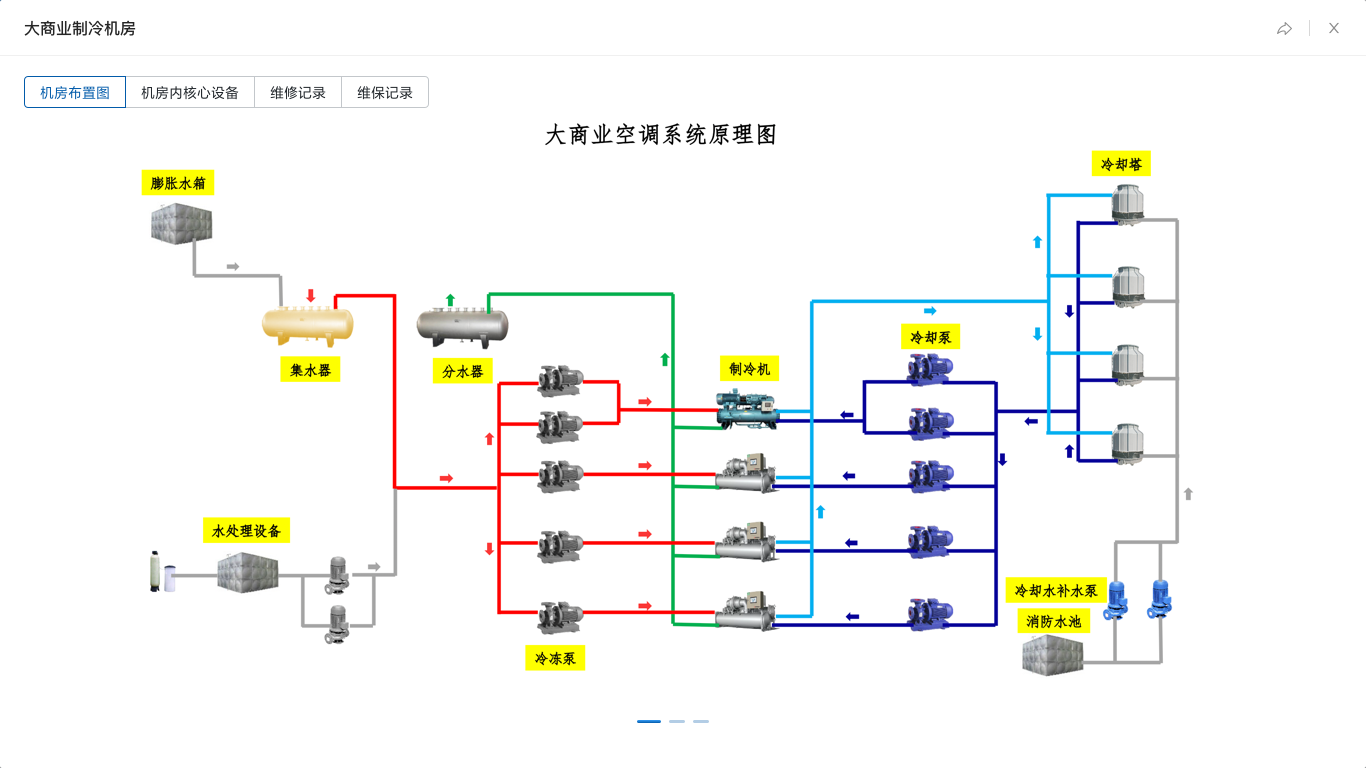 大商业制冷机房
机房布置图
机房内核心设备
维修记录
维保记录
大商业空调系统原理图
冷却塔
膨胀水箱
冷却泵
集水器
分水器
制冷机
水处理设备
冷却水补水泵
消防水池
冷冻泵